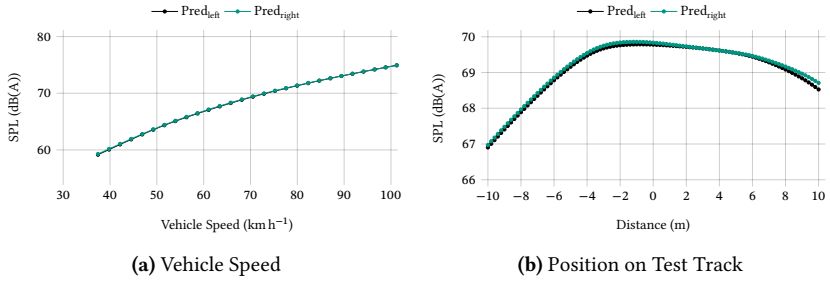 Pred_left Pred_right
80
70
60
SPL (dB(A))
30 40 50 60 70 80 90 100
Vehicle Speed (km h⁻¹)
(a) Vehicle Speed
Pred_left Pred_right
70
69
68
67
66
SPL (dB(A))
−10 −8 −6 −4 −2 0 2 4 6 8 10
Distance (m)
(b) Position on Test Track